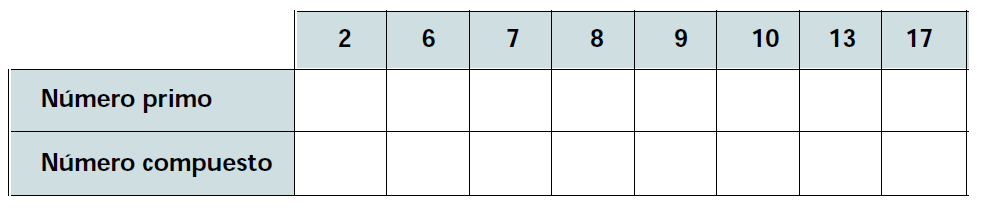 2 6 7 8 9 10 13 17
Número primo
Número compuesto